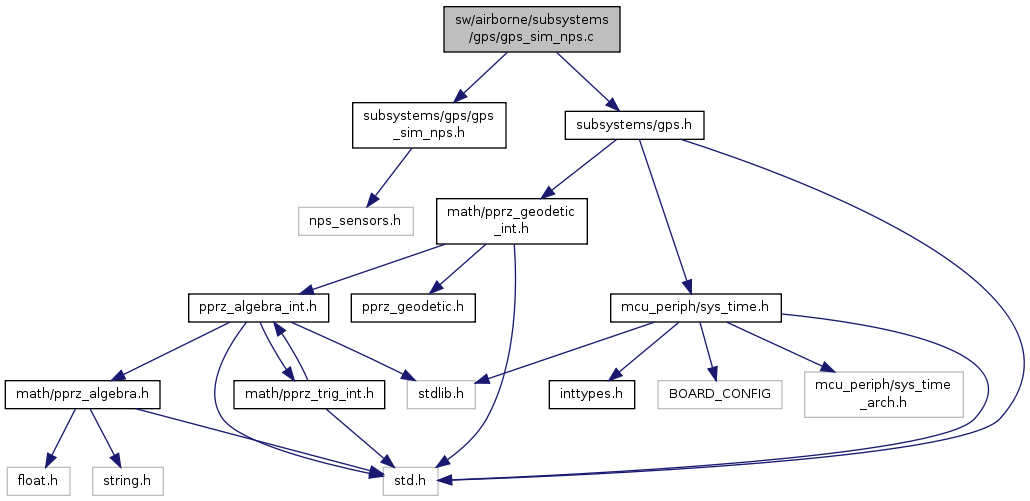 sw/airborne/subsystems
/gps/gps_sim_nps.c
subsystems/gps/gps
_sim_nps.h
subsystems/gps.h
nps_sensors.h
math/pprz_geodetic
_int.h
pprz_algebra_int.h
pprz_geodetic.h
mcu_periph/sys_time.h
math/pprz_algebra.h
math/pprz_trig_int.h
stdlib.h
inttypes.h
BOARD_CONFIG
mcu_periph/sys_time
_arch.h
float.h
string.h
std.h